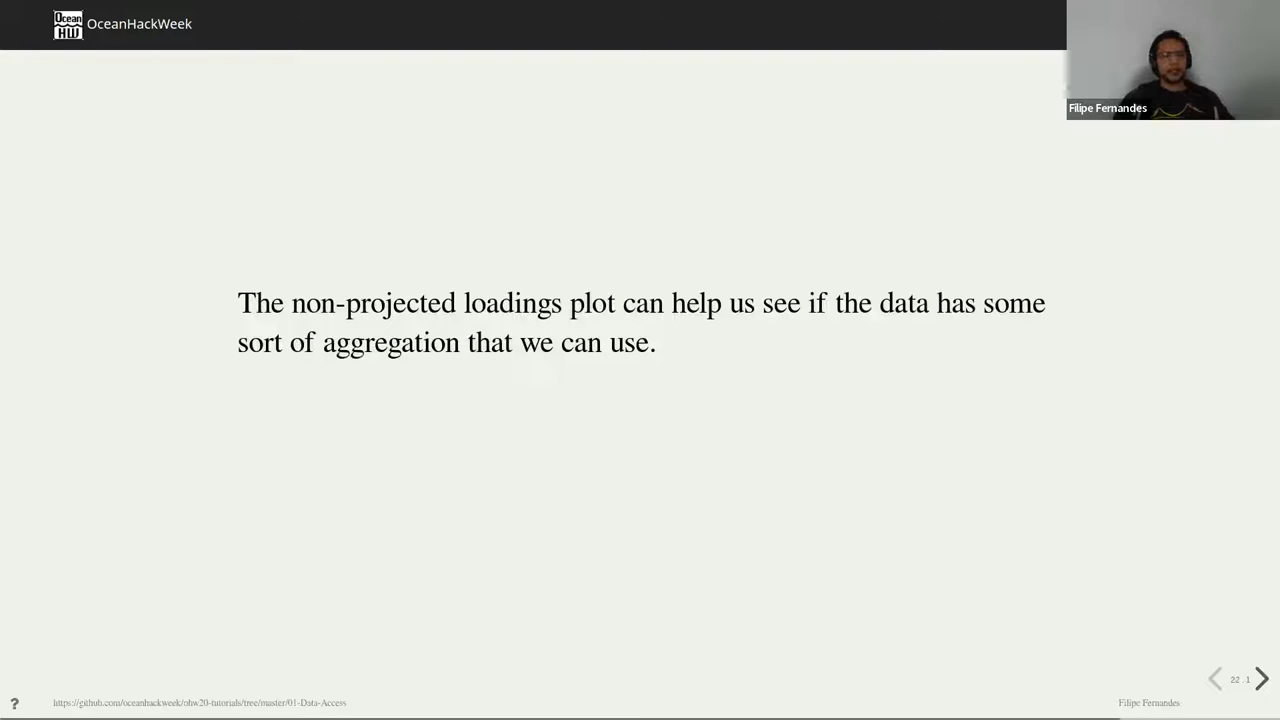 Ocean
HW
OceanHackWeek
Filipe Fernandes
The non-projected loadings plot can help us see if the data has some
sort of aggregation that we can use.
22 . 1
?
https://github.com/oceanhackweek/ohw20-tutorials/tree/master/01-Data-Access
Filipe Fernandes